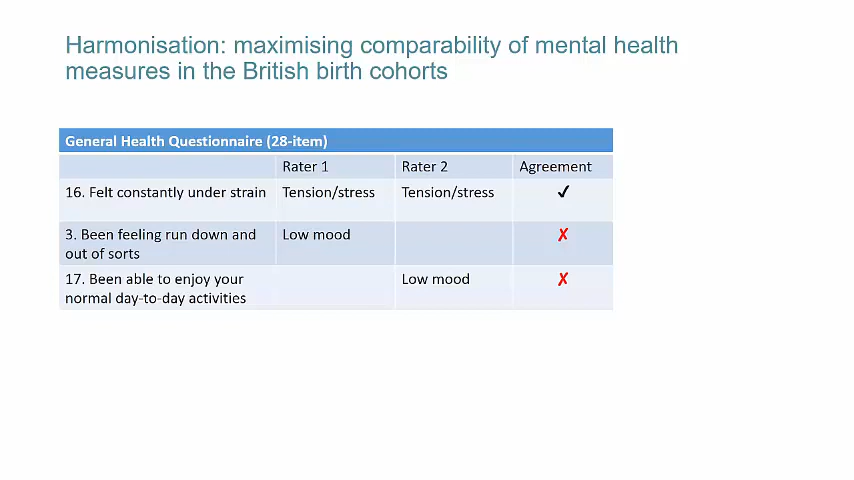 Harmonisation: maximising comparability of mental health
measures in the British birth cohorts
General Health Questionnaire (28-item)
Rater 1 Rater 2 Agreement
16. Felt constantly under strain Tension/stress Tension/stress ✓
3. Been feeling run down and Low mood ✗
out of sorts
17. Been able to enjoy your Low mood ✗
normal day-to-day activities